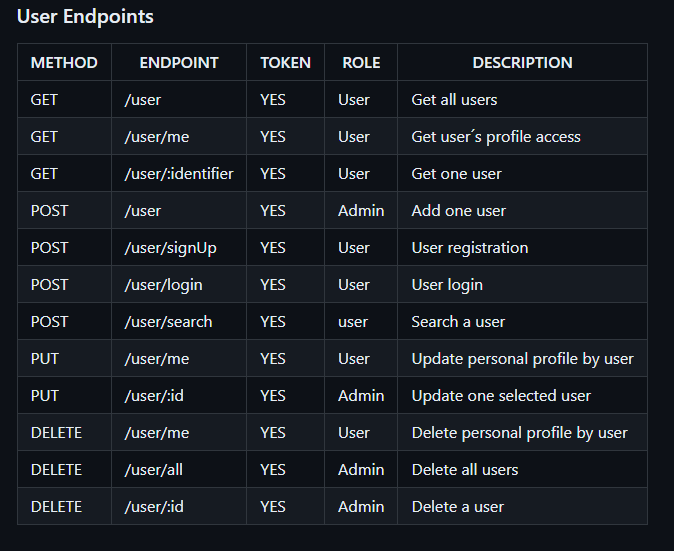 User Endpoints
METHOD ENDPOINT TOKEN ROLE DESCRIPTION
GET /user YES User Get all users
GET /user/me YES User Get user´s profile access
GET /user/:identifier YES User Get one user
POST /user YES Admin Add one user
POST /user/signUp YES User User registration
POST /user/login YES User User login
POST /user/search YES user Search a user
PUT /user/me YES User Update personal profile by user
PUT /user/:id YES Admin Update one selected user
DELETE /user/me YES User Delete personal profile by user
DELETE /user/all YES Admin Delete all users
DELETE /user/:id YES Admin Delete a user